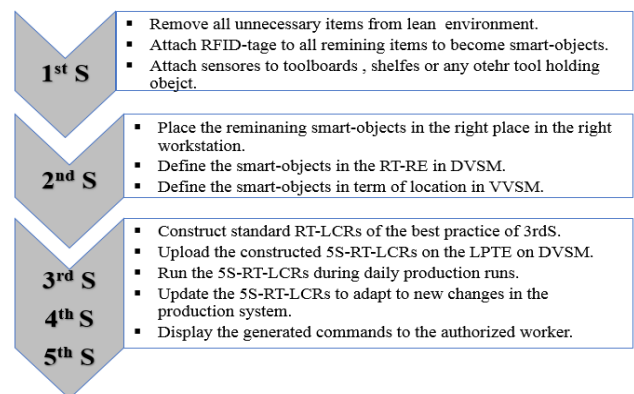 1st S
▪ Remove all unnecessary items from lean environment.
▪ Attach RFID-tage to all remining items to become smart-objects.
▪ Attach sensores to toolboards , shelfes or any otehr tool holding
obejct.
2nd S
▪ Place the reminaning smart-objects in the right place in the right
workstation.
▪ Define the smart-objects in the RT-RE in DVSM.
▪ Define the smart-objects in term of location in VVSM.
3rd S
4th S
5th S
▪ Construct standard RT-LCRs of the best practice of 3rdS.
▪ Upload the constructed 5S-RT-LCRs on the LPTE on DVSM.
▪ Run the 5S-RT-LCRs during daily production runs.
▪ Update the 5S-RT-LCRs to adapt to new changes in the
production system.
▪ Display the generated commands to the authorized worker.